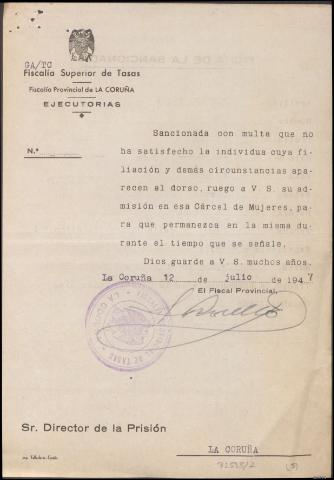 GA/TC
Fiscalía Superior de Tasas
Fiscalía Provincial de LA CORUÑA
EJECUTORIAS
N.º
Sancionada con multa que no
ha satisfecho la individua cuya fi-
liación y demás circunstancias apa-
recen al dorso, ruego a V. S. su ad-
misión en esa Cárcel de Mujeres, pa-
ra que permanezca en la misma du-
rante el tiempo que se señale.
Dios guarde a V. S. muchos años.
La Coruña 12 de julio de 1947
El Fiscal Provincial,
Sr. Director de la Prisión
LA CORUÑA
(5)